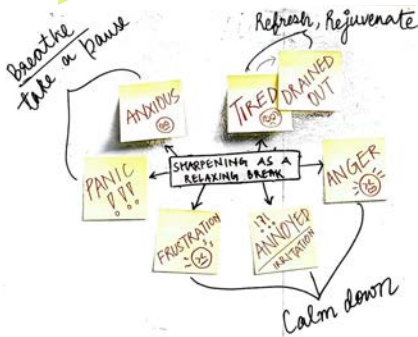 Refresh, Rejuvenate
Breathe
take a pause
ANXIOUS
TIRED
DRAINED
OUT
PANIC
!!!
SHARPENING AS A
RELAXING BREAK
ANGER
FRUSTRATION
!?!
ANNOYED
IRRITATION
Calm down